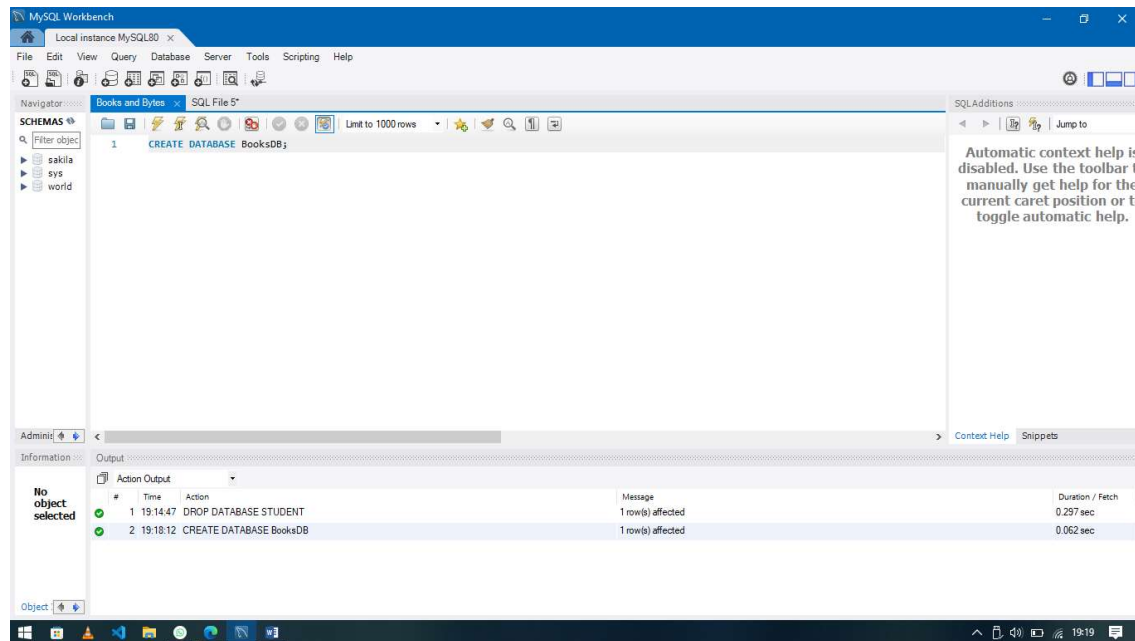 MySQL Workbench
Local instance MySQL80 ×
File Edit View Query Database Server Tools Scripting Help
Navigator
Books and Bytes × SQL File 5*
SQLAdditions
SCHEMAS
Limit to 1000 rows
Jump to
Filter objec
1 CREATE DATABASE BooksDB;
sakila
sys
world
Automatic context help is
disabled. Use the toolbar t
manually get help for the
current caret position or t
toggle automatic help.
Adminis
Context Help Snippets
Information
Output
Action Output
# Time Action Message Duration / Fetch
No
object
selected
1 19:14:47 DROP DATABASE STUDENT 1 row(s) affected 0.297 sec
2 19:18:12 CREATE DATABASE BooksDB 1 row(s) affected 0.062 sec
Object
19:19